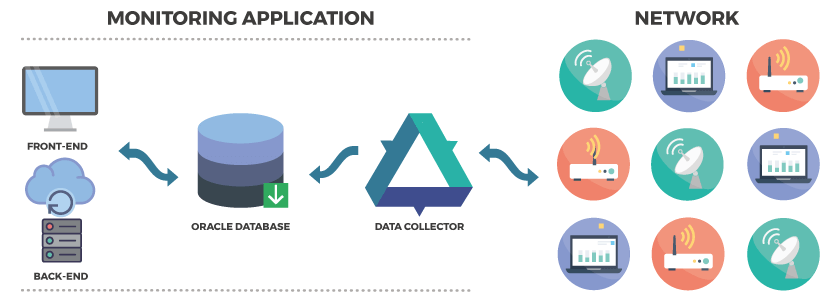 MONITORING APPLICATION
NETWORK
FRONT-END
ORACLE DATABASE
DATA COLLECTOR
BACK-END